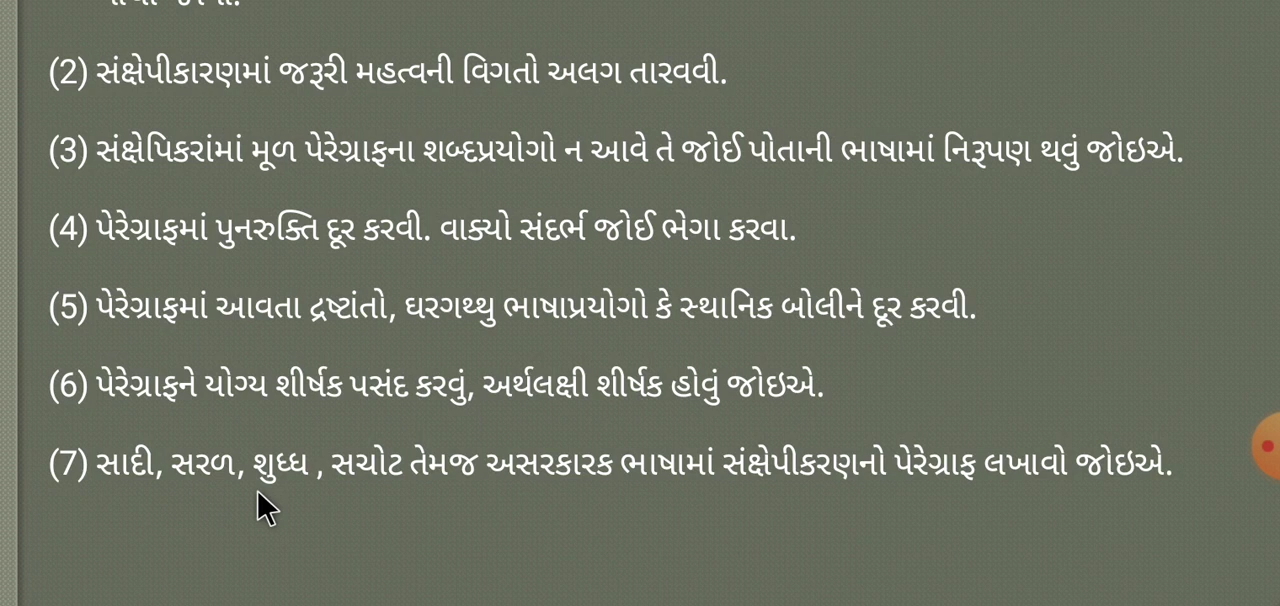 (2) સંક્ષેપીકારણમાં જરૂરી મહત્વની વિગતો અલગ તારવવી.
(3) સંક્ષેપિકરાંમાં મૂળ પેરેગ્રાફના શબ્દપ્રયોગો ન આવે તે જોઈ પોતાની ભાષામાં નિરૂપણ થવું જોઇએ.
(4) પેરેગ્રાફમાં પુનરુક્તિ દૂર કરવી. વાક્યો સંદર્ભ જોઈ ભેગા કરવા.
(5) પેરેગ્રાફમાં આવતા દ્રષ્ટાંતો, ઘરગથ્થુ ભાષાપ્રયોગો કે સ્થાનિક બોલીને દૂર કરવી.
(6) પેરેગ્રાફને યોગ્ય શીર્ષક પસંદ કરવું, અર્થલક્ષી શીર્ષક હોવું જોઇએ.
(7) સાદી, સરળ, શુધ્ધ , સચોટ તેમજ અસરકારક ભાષામાં સંક્ષેપીકરણનો પેરેગ્રાફ લખાવો જોઇએ.